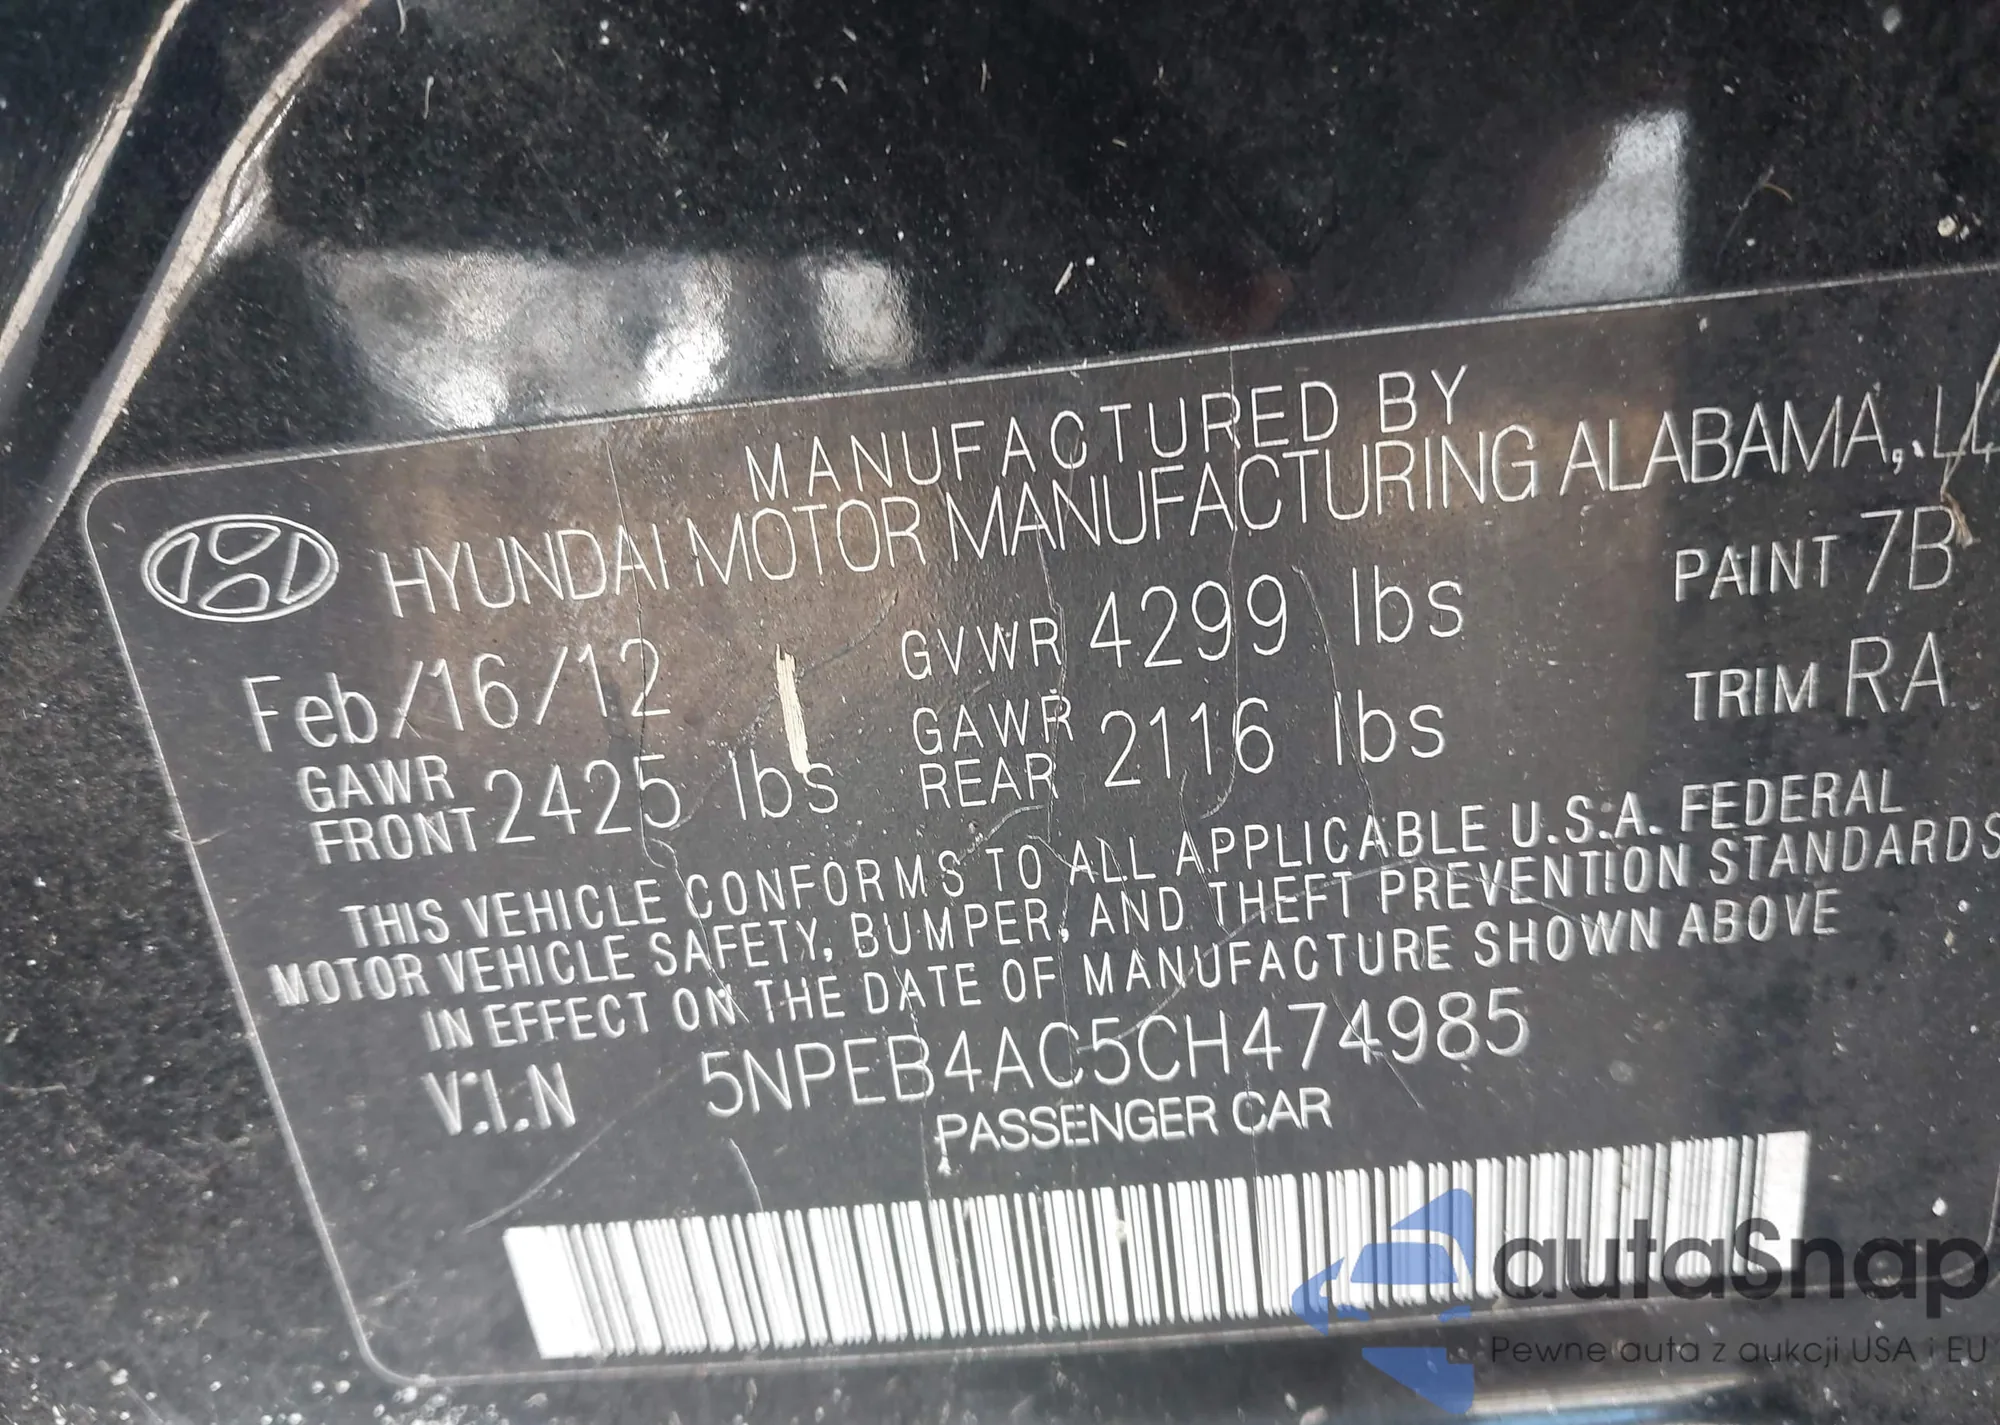 MANUFACTURED BY
HYUNDAI MOTOR MANUFACTURING ALABAMA, LLC
Feb/16/12 GVWR 4299 lbs PAINT 7B
GAWR FRONT 2425 lbs GAWR REAR 2116 lbs TRIM RA
THIS VEHICLE CONFORMS TO ALL APPLICABLE U.S.A. FEDERAL
MOTOR VEHICLE SAFETY, BUMPER, AND THEFT PREVENTION STANDARDS
IN EFFECT ON THE DATE OF MANUFACTURE SHOWN ABOVE
V.I.N 5NPEB4AC5CH474985
PASSENGER CAR
autaSnap
Pewne auta z aukcji USA i EU